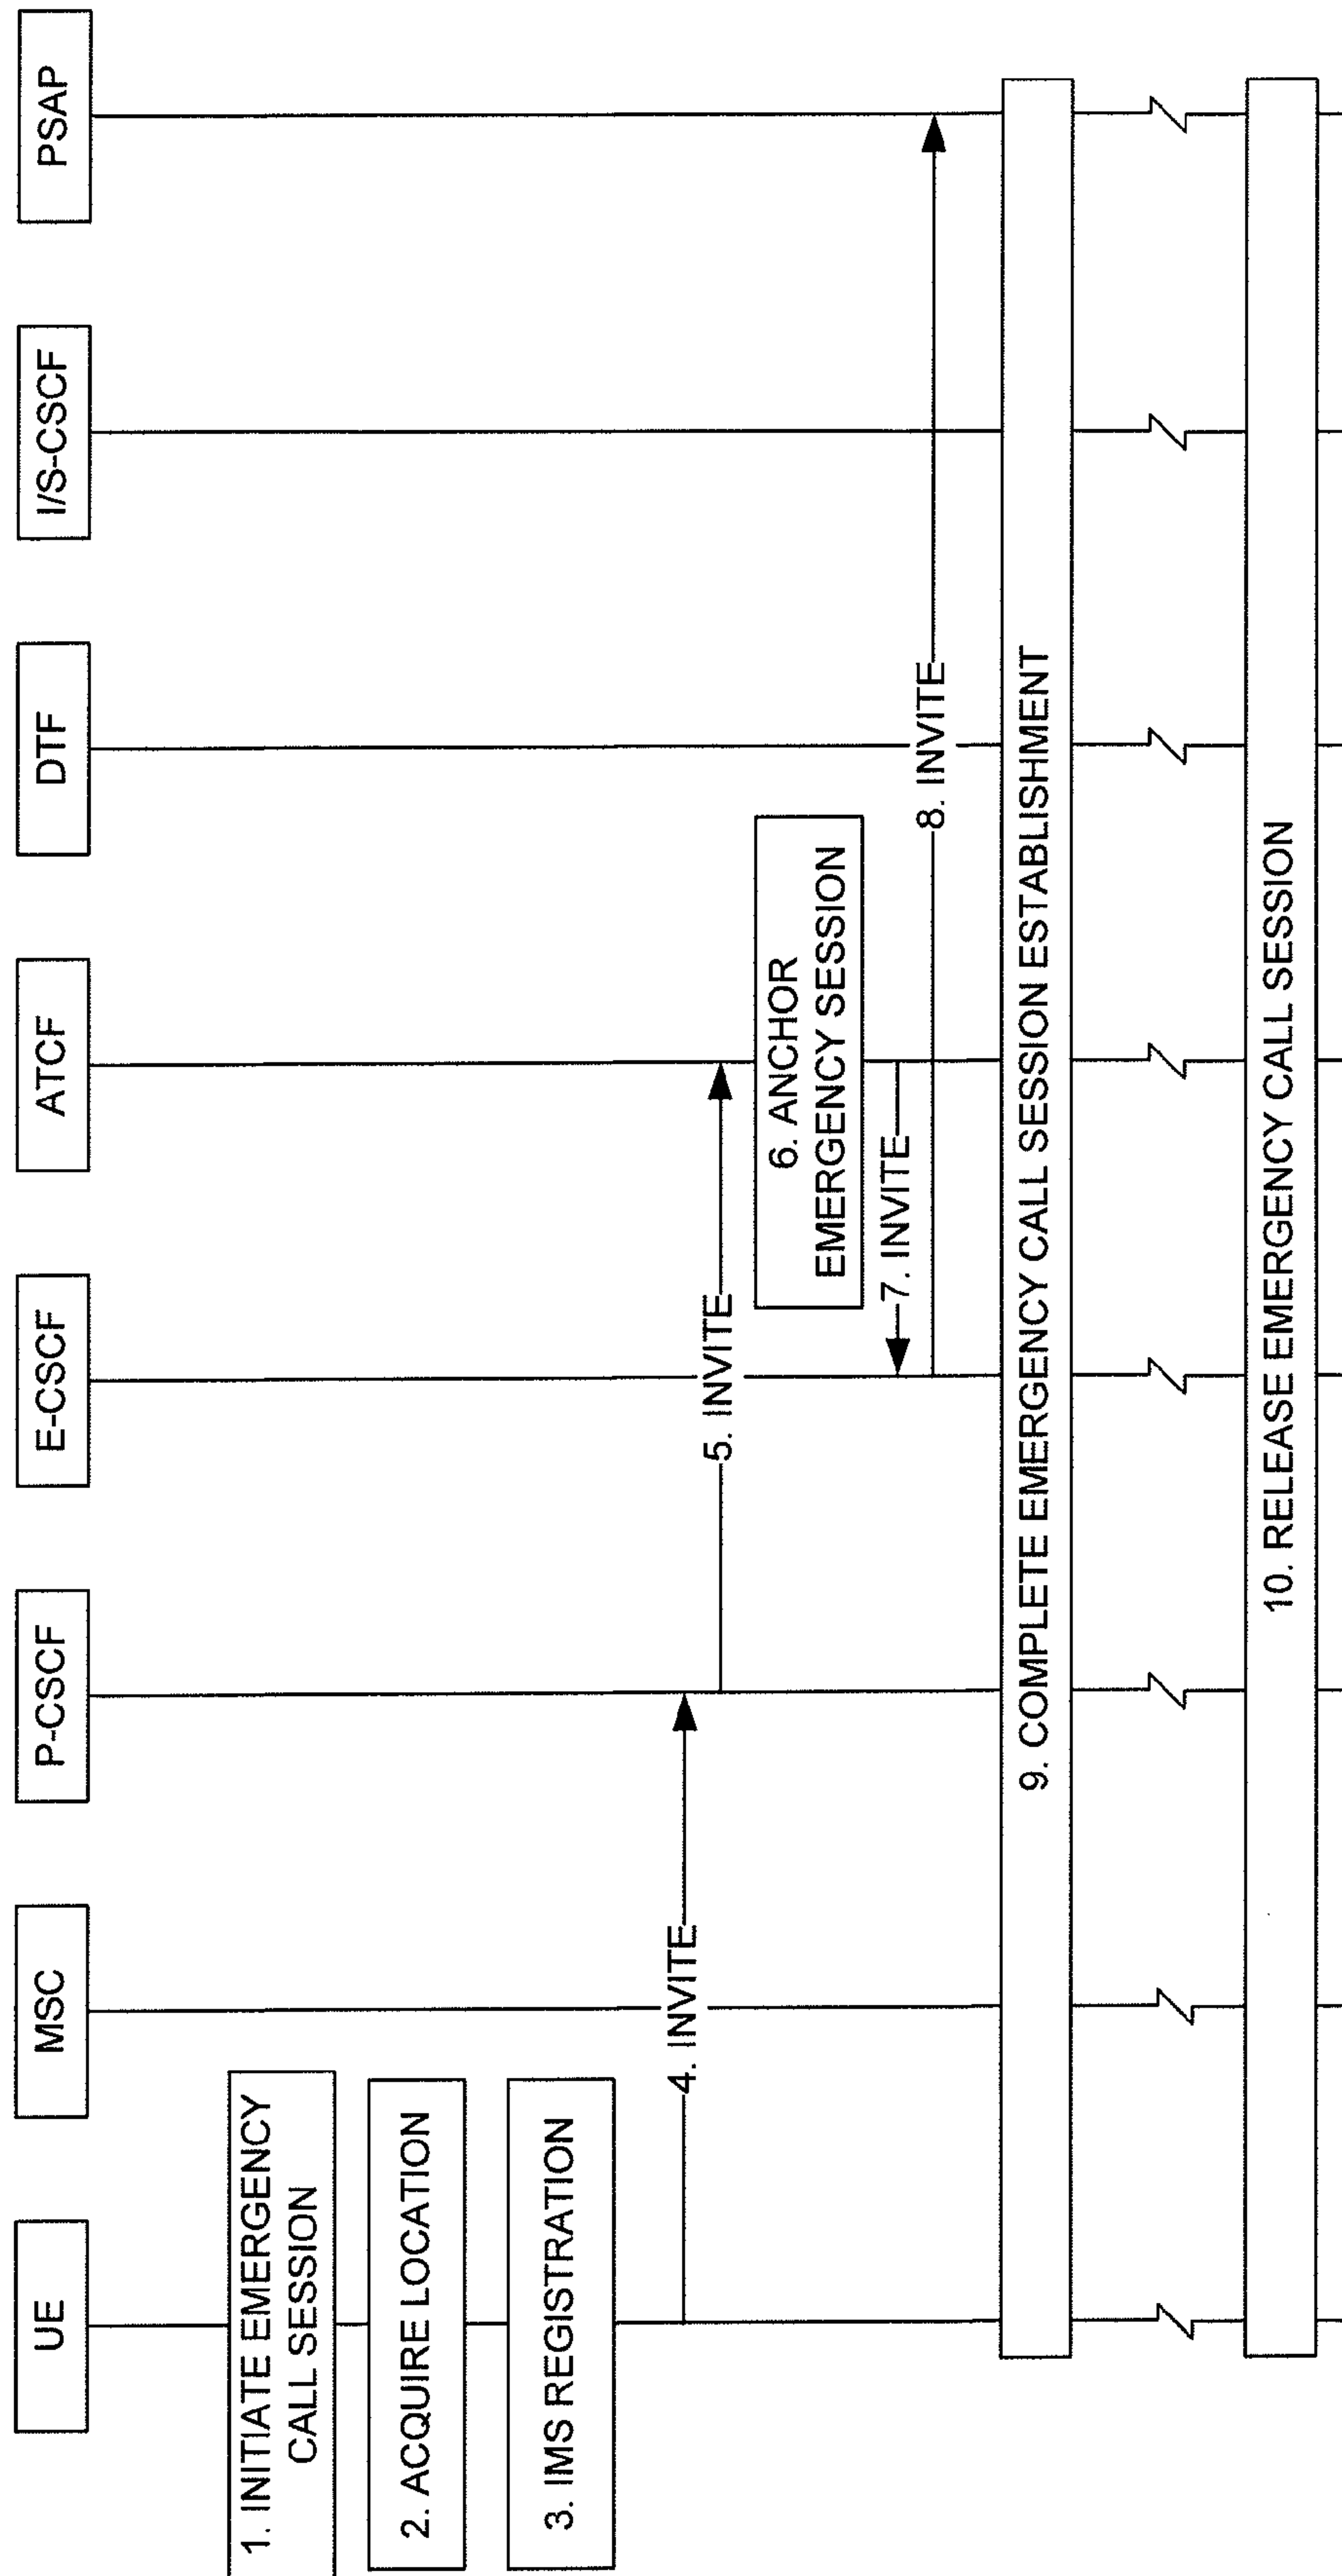 UE
MSC
P-CSCF
E-CSCF
ATCF
DTF
I/S-CSCF
PSAP
1. INITIATE EMERGENCY
CALL SESSION
2. ACQUIRE LOCATION
3. IMS REGISTRATION
4. INVITE
5. INVITE
6. ANCHOR
EMERGENCY SESSION
7. INVITE
8. INVITE
9. COMPLETE EMERGENCY CALL SESSION ESTABLISHMENT
10. RELEASE EMERGENCY CALL SESSION